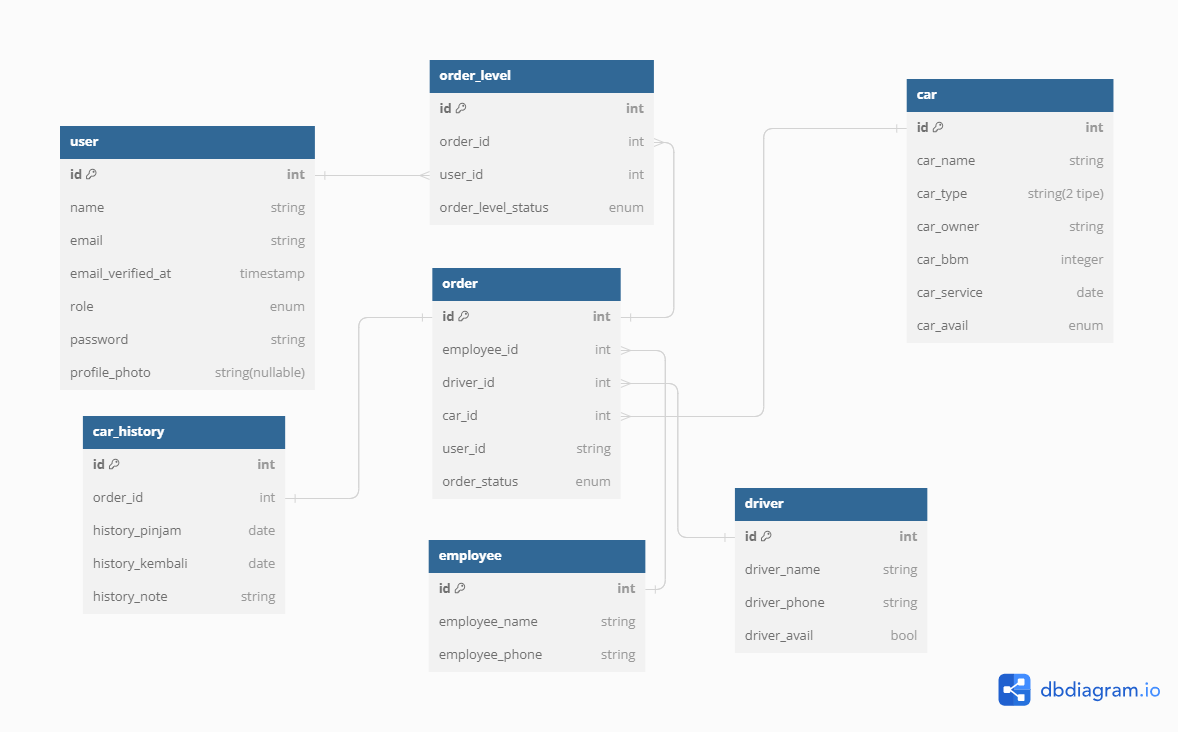 order_level
id int
order_id int
user_id int
order_level_status enum
car
id int
car_name string
car_type string(2 tipe)
car_owner string
car_bbm integer
car_service date
car_avail enum
user
id int
name string
email string
email_verified_at timestamp
role enum
password string
profile_photo string(nullable)
order
id int
employee_id int
driver_id int
car_id int
user_id string
order_status enum
car_history
id int
order_id int
history_pinjam date
history_kembali date
history_note string
driver
id int
driver_name string
driver_phone string
driver_avail bool
employee
id int
employee_name string
employee_phone string
dbdiagram.io